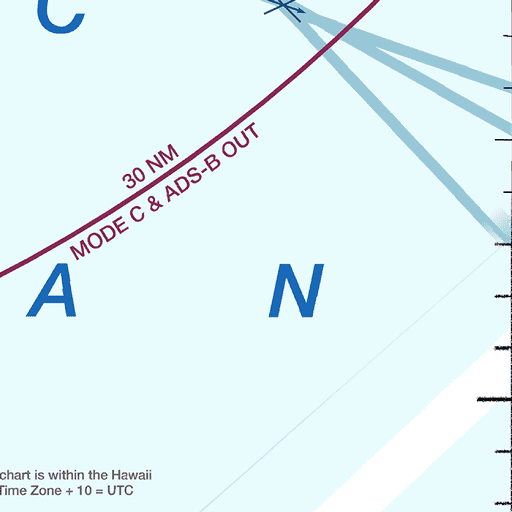 C
30 NM
MODE C & ADS-B OUT
A N
chart is within the Hawaii
Time Zone + 10 = UTC